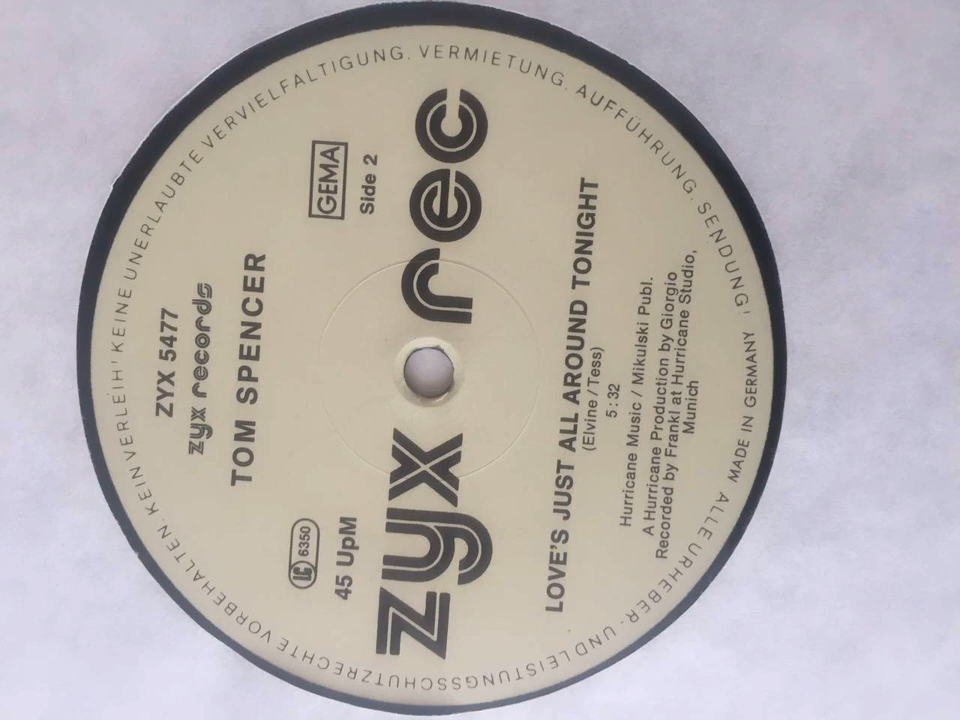 ZYX 5477
zyx records
TOM SPENCER
LC 6350
GEMA
45 UpM
Side 2
zyx rec
LOVE'S JUST ALL AROUND TONIGHT
(Elvine/Tess)
5:32
Hurricane Music / Mikulski Publ.
A Hurricane Production by Giorgio
Recorded by Frankl at Hurricane Studio,
Munich
MADE IN GERMANY ALLE URHEBER- UND LEISTUNGSSCHUTZRECHTE VORBEHALTEN. KEIN VERLEIH! KEINE UNERLAUBTE VERVIELFALTIGUNG. VERMIETUNG. AUFFÜHRUNG. SENDUNG!